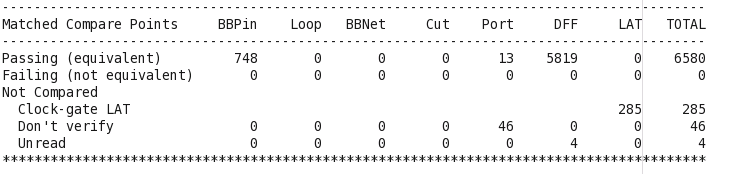 ----------------------------------------------------------------------------------------
Matched Compare Points     BBPin    Loop   BBNet     Cut    Port     DFF     LAT   TOTAL
----------------------------------------------------------------------------------------
Passing (equivalent)         748       0       0       0      13    5819       0    6580
Failing (not equivalent)       0       0       0       0       0       0       0       0
Not Compared
  Clock-gate LAT                                                             285     285
  Don't verify                 0       0       0       0      46       0       0      46
  Unread                       0       0       0       0       0       4       0       4
****************************************************************************************